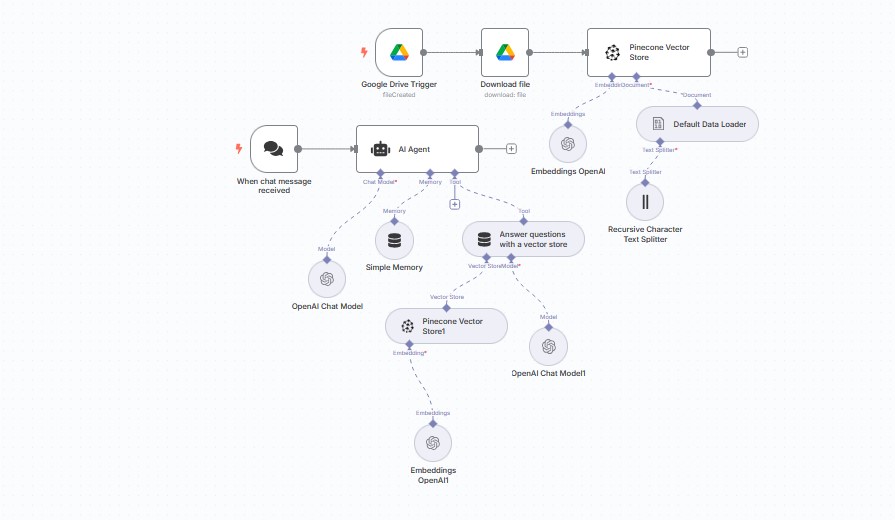 Google Drive Trigger
fileCreated
Download file
download: file
Pinecone Vector
Store
Document*
Embeddings
Embeddings OpenAI
Document
Default Data Loader
Text Splitter*
Text Splitter
Recursive Character
Text Splitter
When chat message
received
AI Agent
Chat Model*
Memory
Tool
Memory
Simple Memory
Model
OpenAI Chat Model
Tool
Answer questions
with a vector store
Vector Store
Model*
Vector Store
Pinecone Vector
Store1
Embedding*
Model
OpenAI Chat Model1
Embeddings
Embeddings
OpenAI1